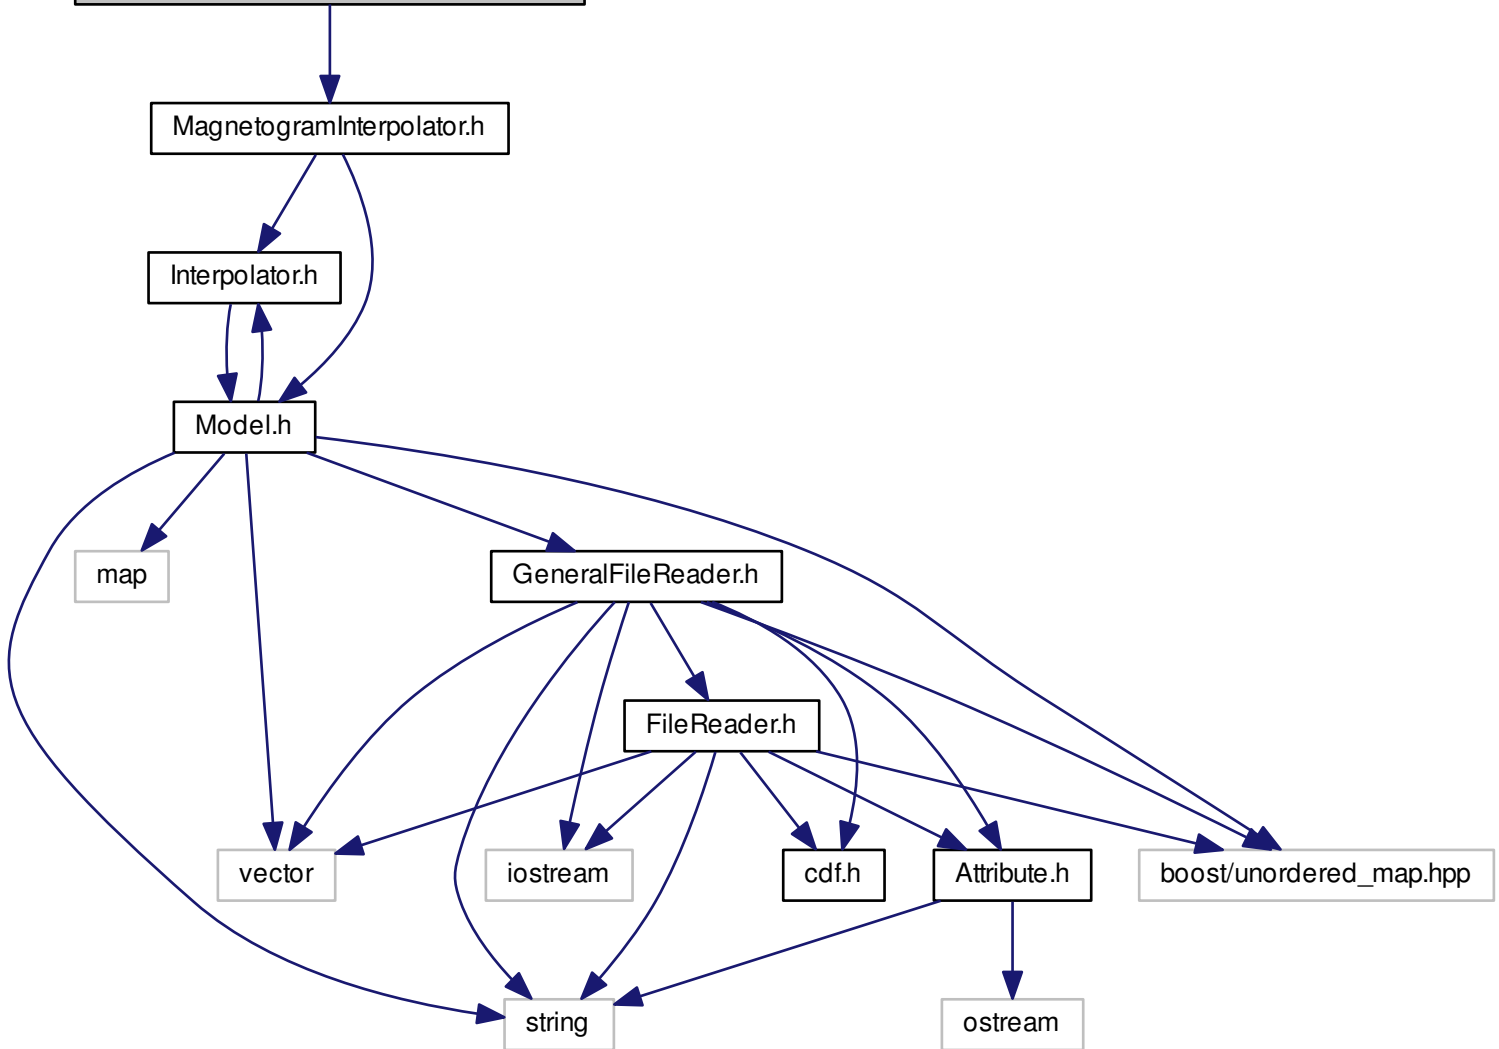 MagnetogramInterpolator.h
Interpolator.h
Model.h
map
GeneralFileReader.h
FileReader.h
vector
iostream
cdf.h
Attribute.h
boost/unordered_map.hpp
string
ostream